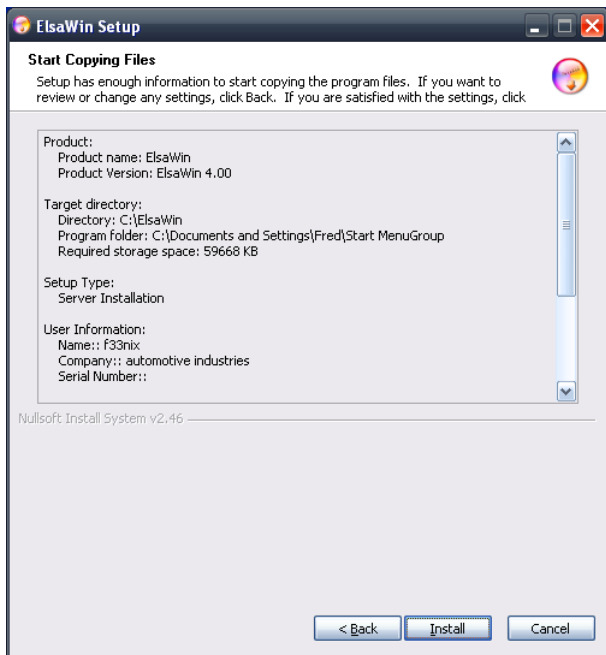 ElsaWin Setup
Start Copying Files
Setup has enough information to start copying the program files.  If you want to
review or change any settings, click Back.  If you are satisfied with the settings, click
Product:
Product name: ElsaWin
Product Version: ElsaWin 4.00
Target directory:
Directory: C:\ElsaWin
Program folder: C:\Documents and Settings\Fred\Start MenuGroup
Required storage space: 59668 KB
Setup Type:
Server Installation
User Information:
Name:: f33nix
Company:: automotive industries
Serial Number::
Nullsoft Install System v2.46
< Back
Install
Cancel